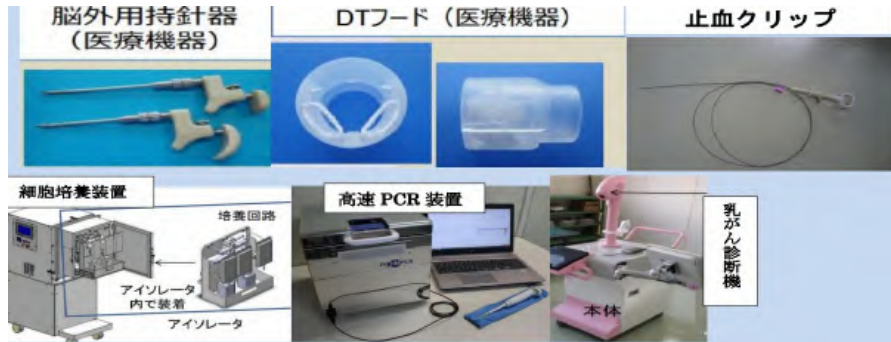 脳外用持針器
（医療機器）
DTフード（医療機器）
止血クリップ
細胞培養装置
培養回路
アイソレータ
内で装着
アイソレータ
高速 PCR 装置
乳がん診断機
本体